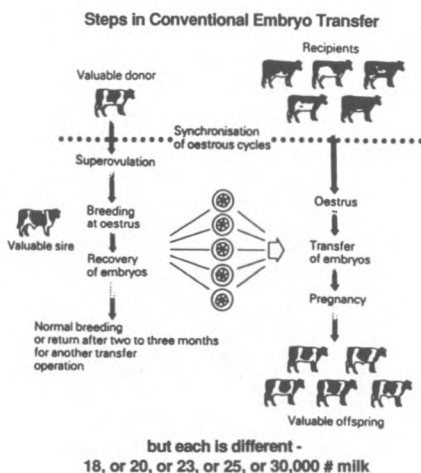 Steps in Conventional Embryo Transfer
Recipients
Valuable donor
Synchronisation
of oestrous cycles
Superovulation
Oestrus
Breeding
at oestrus
Valuable sire
Transfer
of embryos
Recovery
of embryos
Pregnancy
Normal breeding
or return after two to three months
for another transfer
operation
Valuable offspring
but each is different -
18, or 20, or 23, or 25, or 30,000 # milk